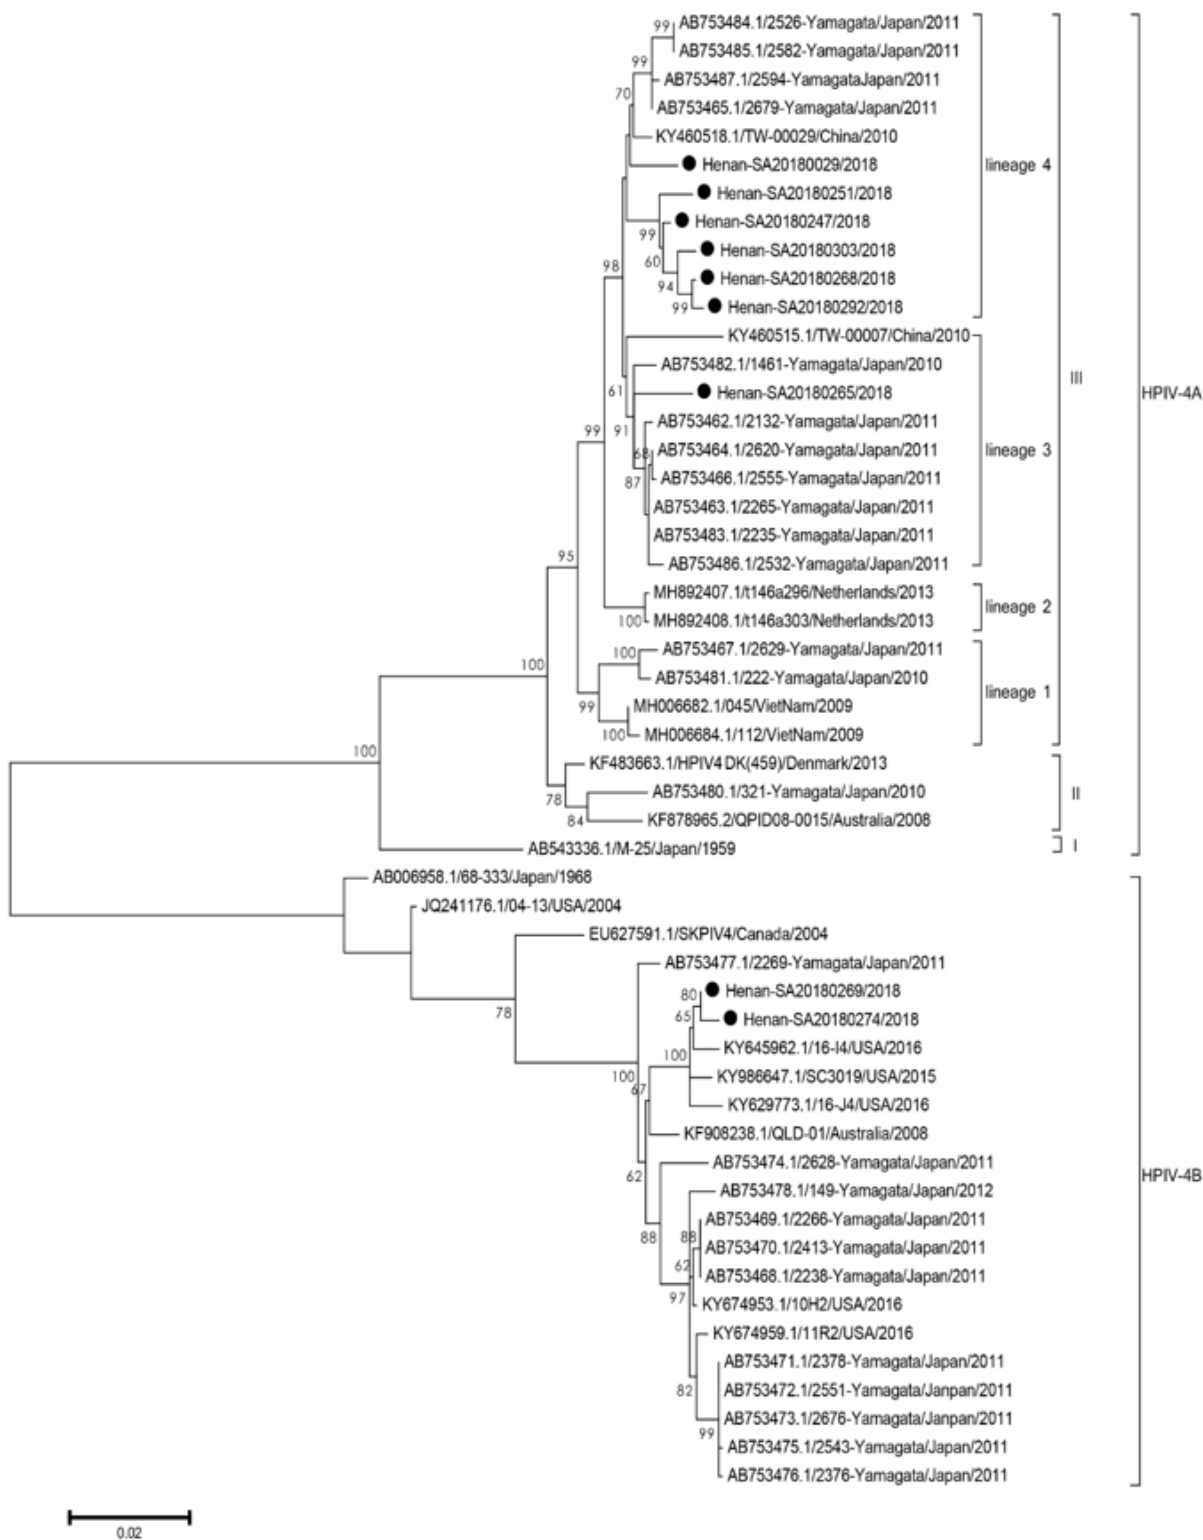 AB753484.1/2526-Yamagata/Japan/2011
99
AB753485.1/2582-Yamagata/Japan/2011
99
AB753487.1/2594-YamagataJapan/2011
70
AB753465.1/2679-Yamagata/Japan/2011
KY460518.1/TW-00029/China/2010
Henan-SA20180029/2018
lineage 4
Henan-SA20180251/2018
Henan-SA20180247/2018
99
Henan-SA20180303/2018
60
98
Henan-SA20180268/2018
94
Henan-SA20180292/2018
99
KY460515.1/TW-00007/China/2010
AB753482.1/1461-Yamagata/Japan/2010
III
61
Henan-SA20180265/2018
HPIV-4A
AB753462.1/2132-Yamagata/Japan/2011
91
99
AB753464.1/2620-Yamagata/Japan/2011
68
lineage 3
AB753466.1/2555-Yamagata/Japan/2011
87
AB753463.1/2265-Yamagata/Japan/2011
AB753483.1/2235-Yamagata/Japan/2011
95
AB753486.1/2532-Yamagata/Japan/2011
MH892407.1/t146a296/Netherlands/2013
lineage 2
MH892408.1/t146a303/Netherlands/2013
100
AB753467.1/2629-Yamagata/Japan/2011
100
100
AB753481.1/222-Yamagata/Japan/2010
lineage 1
MH006682.1/045/VietNam/2009
99
MH006684.1/112/VietNam/2009
100
100
KF483663.1/HPIV4 DK(459)/Denmark/2013
AB753480.1/321-Yamagata/Japan/2010
II
78
KF878965.2/QPID08-0015/Australia/2008
84
AB543336.1/M-25/Japan/1959
I
AB006958.1/68-333/Japan/1968
JQ241176.1/04-13/USA/2004
EU627591.1/SKPIV4/Canada/2004
AB753477.1/2269-Yamagata/Japan/2011
Henan-SA20180269/2018
80
78
65
Henan-SA20180274/2018
KY645962.1/16-I4/USA/2016
100
KY986647.1/SC3019/USA/2015
100
67
KY629773.1/16-J4/USA/2016
KF908238.1/QLD-01/Australia/2008
AB753474.1/2628-Yamagata/Japan/2011
62
HPIV-4B
AB753478.1/149-Yamagata/Japan/2012
AB753469.1/2266-Yamagata/Japan/2011
88
88
AB753470.1/2413-Yamagata/Japan/2011
62
AB753468.1/2238-Yamagata/Japan/2011
97
KY674953.1/10H2/USA/2016
KY674959.1/11R2/USA/2016
AB753471.1/2378-Yamagata/Japan/2011
82
AB753472.1/2551-Yamagata/Janpan/2011
AB753473.1/2676-Yamagata/Janpan/2011
99
AB753475.1/2543-Yamagata/Japan/2011
AB753476.1/2376-Yamagata/Japan/2011
0.02